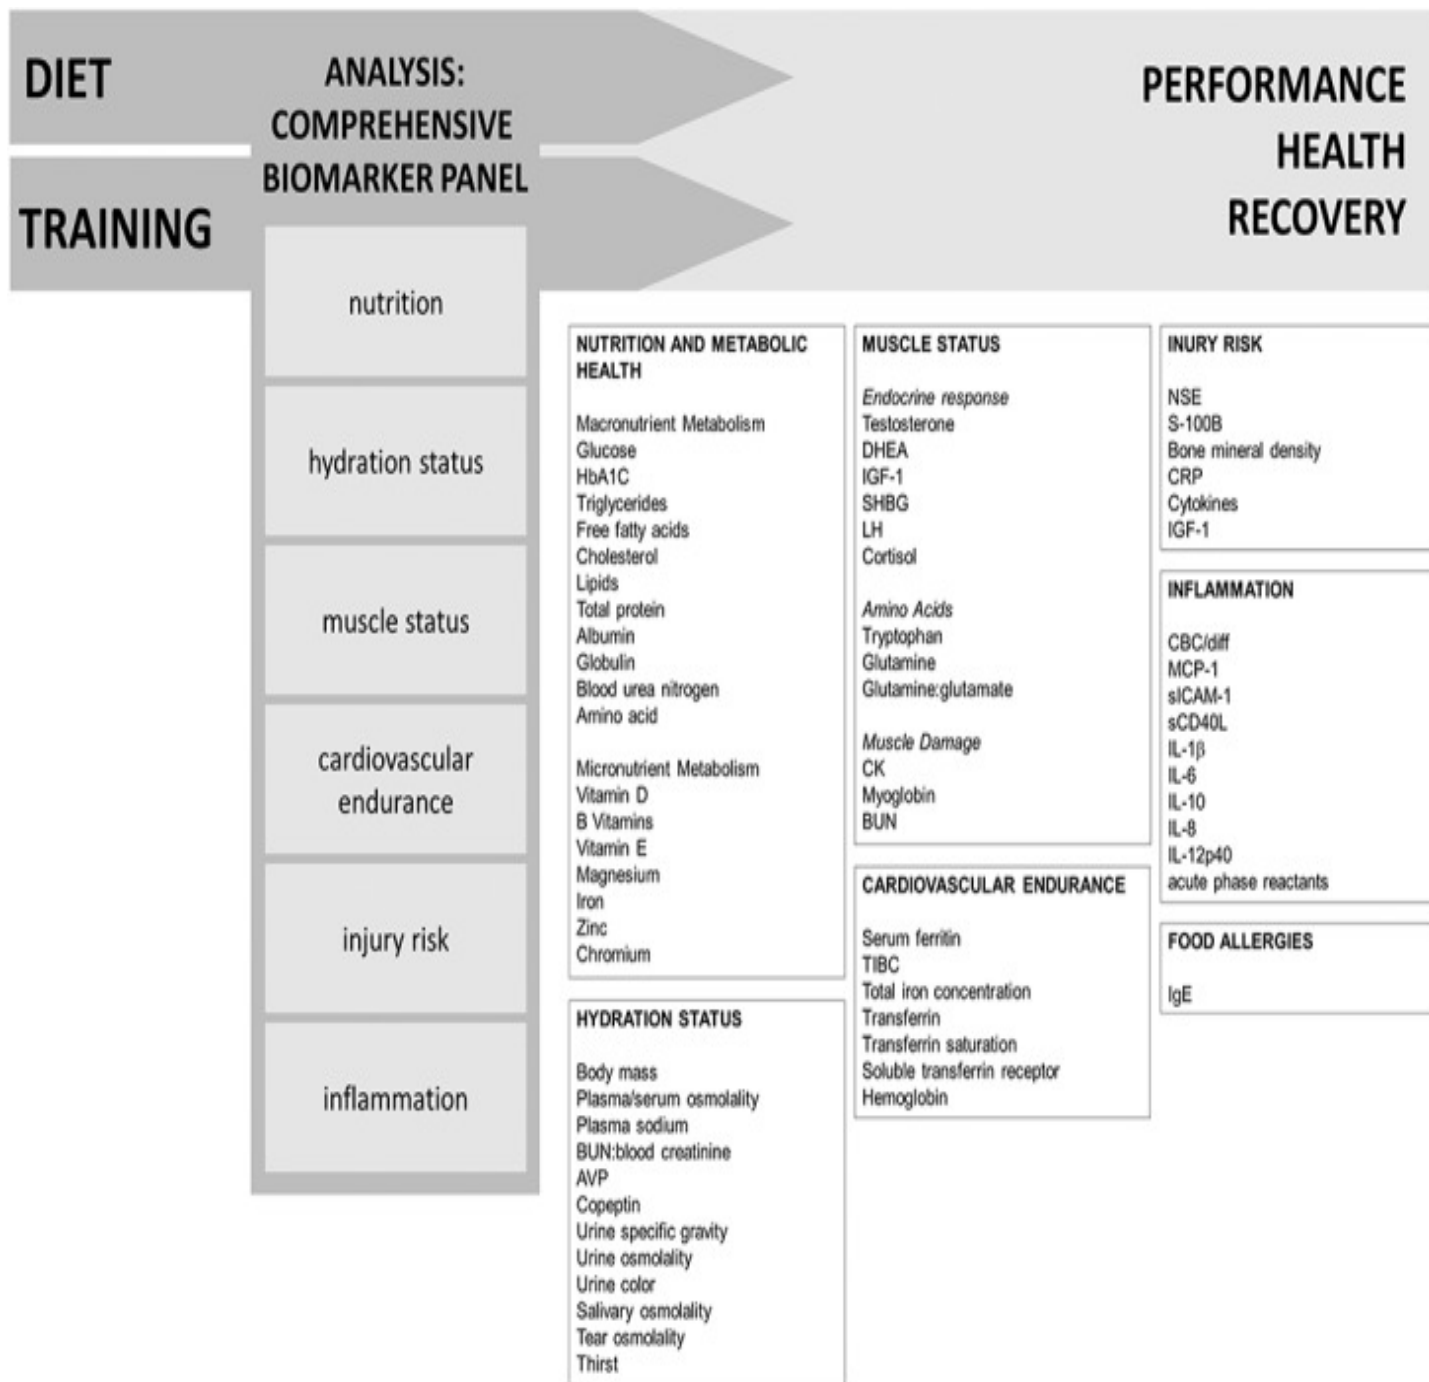 DIET
TRAINING
ANALYSIS:
COMPREHENSIVE
BIOMARKER PANEL
PERFORMANCE
HEALTH
RECOVERY
nutrition
hydration status
muscle status
cardiovascular
endurance
injury risk
inflammation
NUTRITION AND METABOLIC
HEALTH
Macronutrient Metabolism
Glucose
HbA1C
Triglycerides
Free fatty acids
Cholesterol
Lipids
Total protein
Albumin
Globulin
Blood urea nitrogen
Amino acid
Micronutrient Metabolism
Vitamin D
B Vitamins
Vitamin E
Magnesium
Iron
Zinc
Chromium
HYDRATION STATUS
Body mass
Plasma/serum osmolality
Plasma sodium
BUN:blood creatinine
AVP
Copeptin
Urine specific gravity
Urine osmolality
Urine color
Salivary osmolality
Tear osmolality
Thirst
MUSCLE STATUS
Endocrine response
Testosterone
DHEA
IGF-1
SHBG
LH
Cortisol
Amino Acids
Tryptophan
Glutamine
Glutamine:glutamate
Muscle Damage
CK
Myoglobin
BUN
CARDIOVASCULAR ENDURANCE
Serum ferritin
TIBC
Total iron concentration
Transferrin
Transferrin saturation
Soluble transferrin receptor
Hemoglobin
INURY RISK
NSE
S-100B
Bone mineral density
CRP
Cytokines
IGF-1
INFLAMMATION
CBC/diff
MCP-1
sICAM-1
sCD40L
IL-1β
IL-6
IL-10
IL-8
IL-12p40
acute phase reactants
FOOD ALLERGIES
IgE